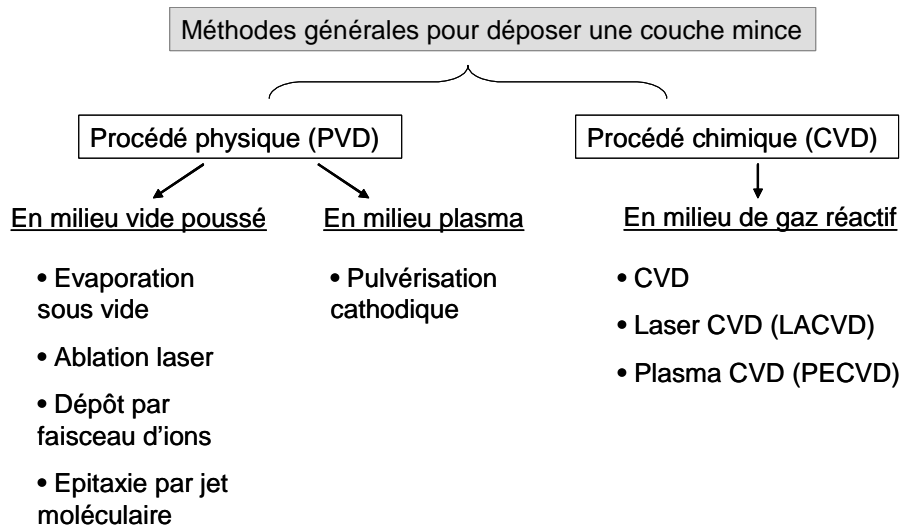 Méthodes générales pour déposer une couche mince
Procédé physique (PVD)
Procédé chimique (CVD)
En milieu vide poussé
• Evaporation
sous vide
• Ablation laser
• Dépôt par
faisceau d'ions
• Epitaxie par jet
moléculaire
En milieu plasma
• Pulvérisation
cathodique
En milieu de gaz réactif
• CVD
• Laser CVD (LACVD)
• Plasma CVD (PECVD)